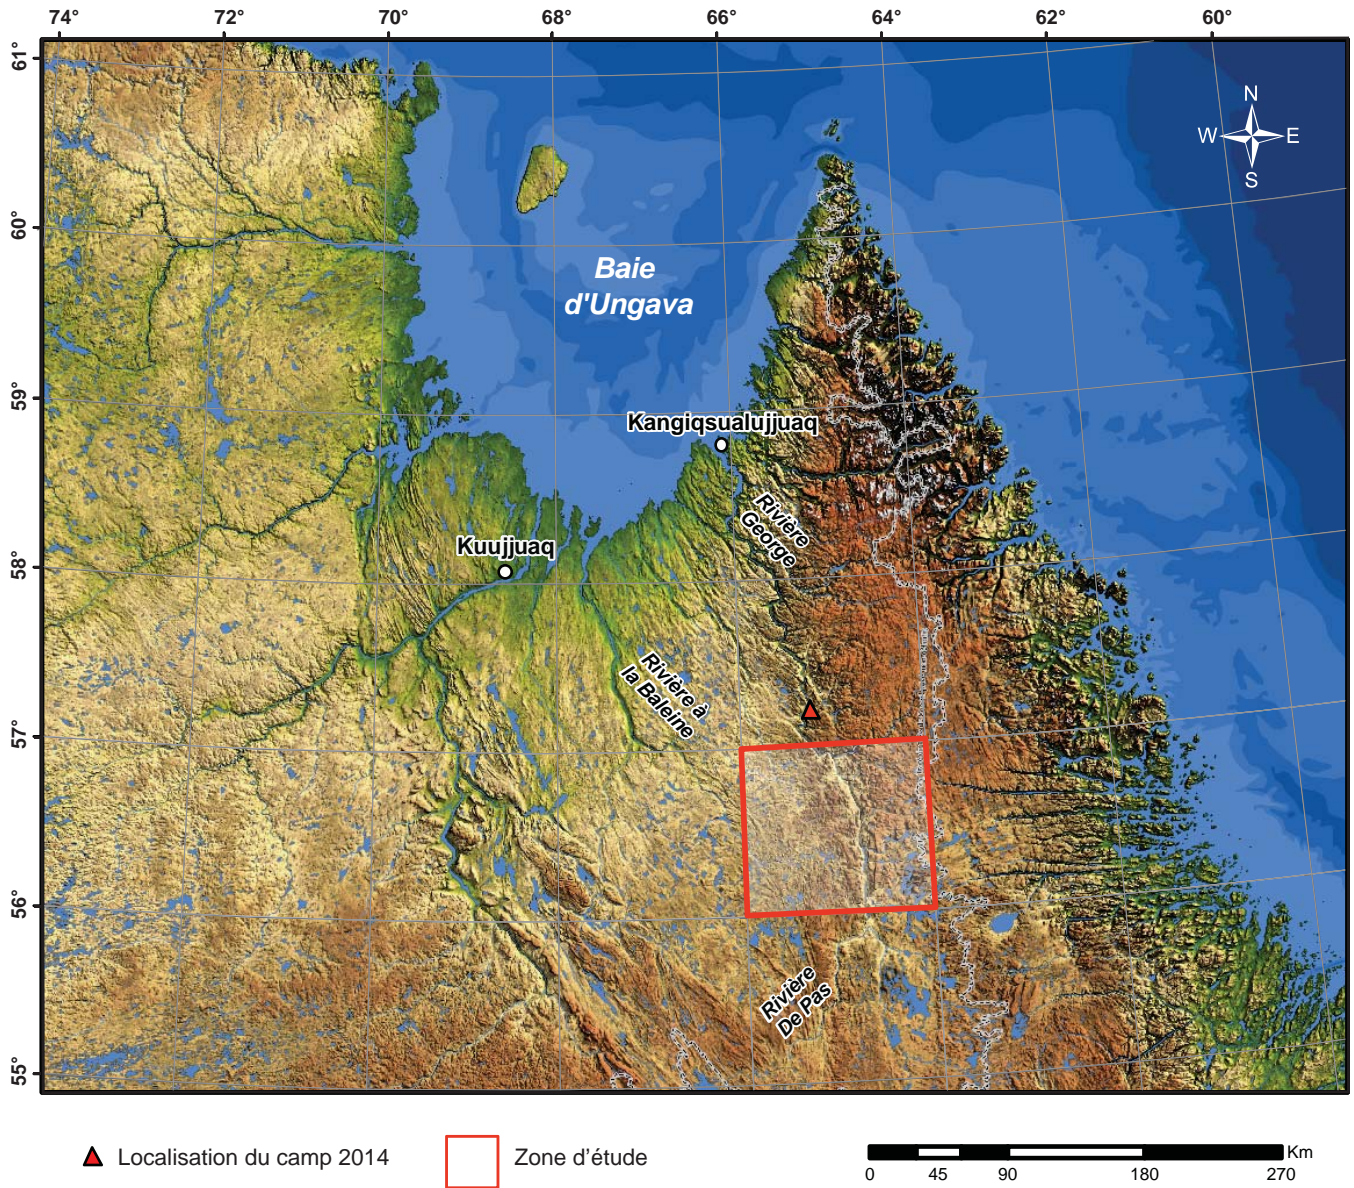 74° 72° 70° 68° 66° 64° 62° 60°
61°
60°
59°
58°
57°
56°
55°
N
W E
S
Baie
d'Ungava
Kangiqsualujjuaq
Rivière
George
Kuujjuaq
Rivière à
la Baleine
Rivière
De Pas
Localisation du camp 2014
Zone d'étude
Km
0 45 90 180 270